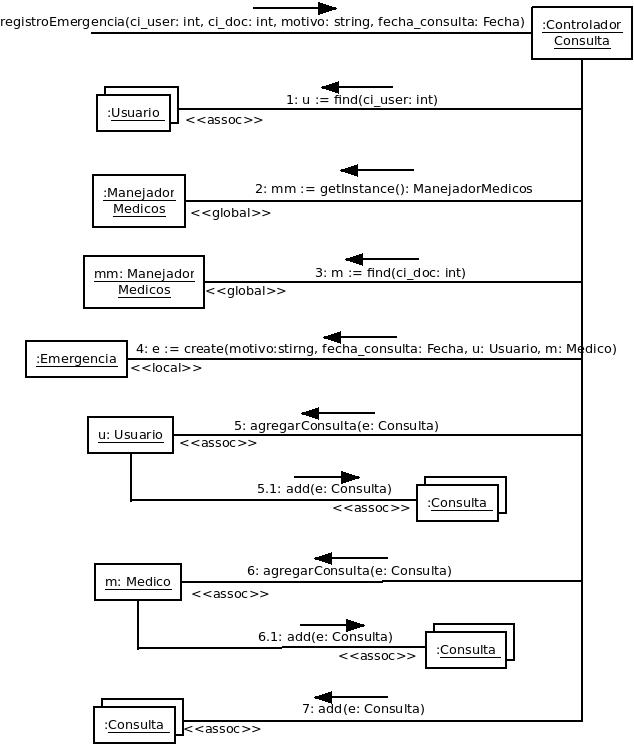 registroEmergencia(ci_user: int, ci_doc: int, motivo: string, fecha_consulta: Fecha)
:Controlador
Consulta
1: u := find(ci_user: int)
:Usuario
<<assoc>>
:Manejador
Medicos
2: mm := getInstance(): ManejadorMedicos
<<global>>
mm: Manejador
Medicos
3: m := find(ci_doc: int)
<<global>>
:Emergencia
4: e := create(motivo:stirng, fecha_consulta: Fecha, u: Usuario, m: Medico)
<<local>>
u: Usuario
5: agregarConsulta(e: Consulta)
<<assoc>>
5.1: add(e: Consulta)
<<assoc>>
:Consulta
m: Medico
6: agregarConsulta(e: Consulta)
<<assoc>>
6.1: add(e: Consulta)
<<assoc>>
:Consulta
7: add(e: Consulta)
:Consulta
<<assoc>>